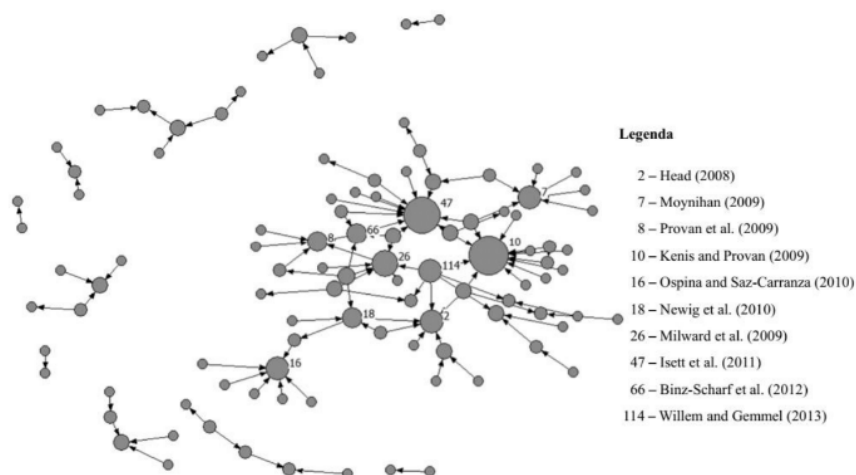 Legenda
2 – Head (2008)
7 – Moynihan (2009)
8 – Provan et al. (2009)
10 – Kenis and Provan (2009)
16 – Ospina and Saz-Carranza (2010)
18 – Newig et al. (2010)
26 – Milward et al. (2009)
47 – Isett et al. (2011)
66 – Binz-Scharf et al. (2012)
114 – Willem and Gemmel (2013)
47
7
66
8
10
26
114
18
2
16